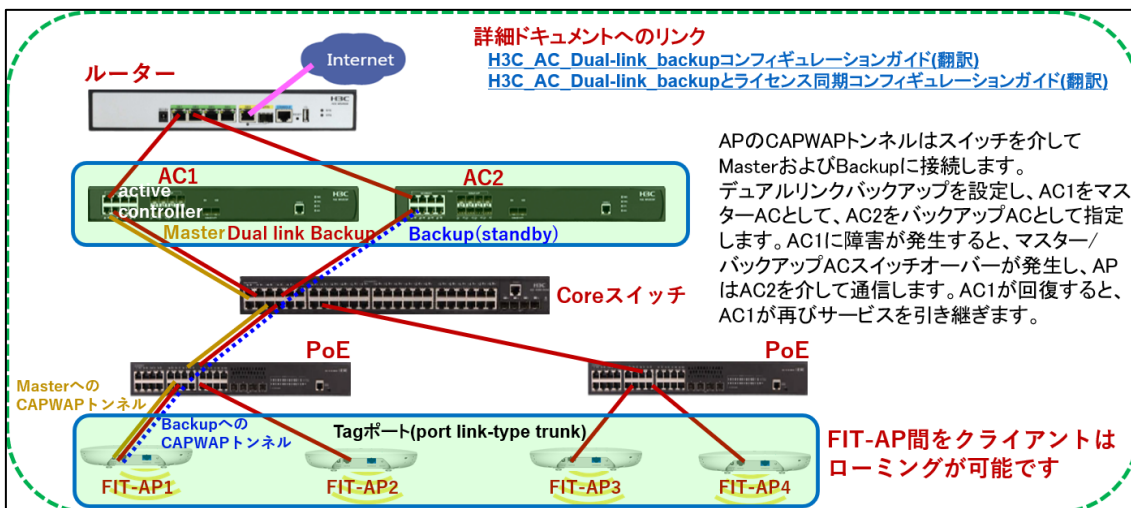 詳細ドキュメントへのリンク
H3C_AC_Dual-link_backupコンフィギュレーションガイド(翻訳)
H3C_AC_Dual-link_backupとライセンス同期コンフィギュレーションガイド(翻訳)
Internet
ルーター
H3C
APのCAPWAPトンネルはスイッチを介して
MasterおよびBackupに接続します。
デュアルリンクバックアップを設定し、AC1をマス
ターACとして、AC2をバックアップACとして指定
します。AC1に障害が発生すると、マスター/
バックアップACスイッチオーバーが発生し、AP
はAC2を介して通信します。AC1が回復すると、
AC1が再びサービスを引き継ぎます。
AC1
AC2
H3C
H3C
active
controller
Master Dual link Backup
Backup(standby)
Coreスイッチ
PoE
PoE
Masterへの
CAPWAPトンネル
Backupへの
CAPWAPトンネル
Tagポート(port link-type trunk)
FIT-AP1
FIT-AP2
FIT-AP3
FIT-AP4
FIT-AP間をクライアントは
ローミングが可能です